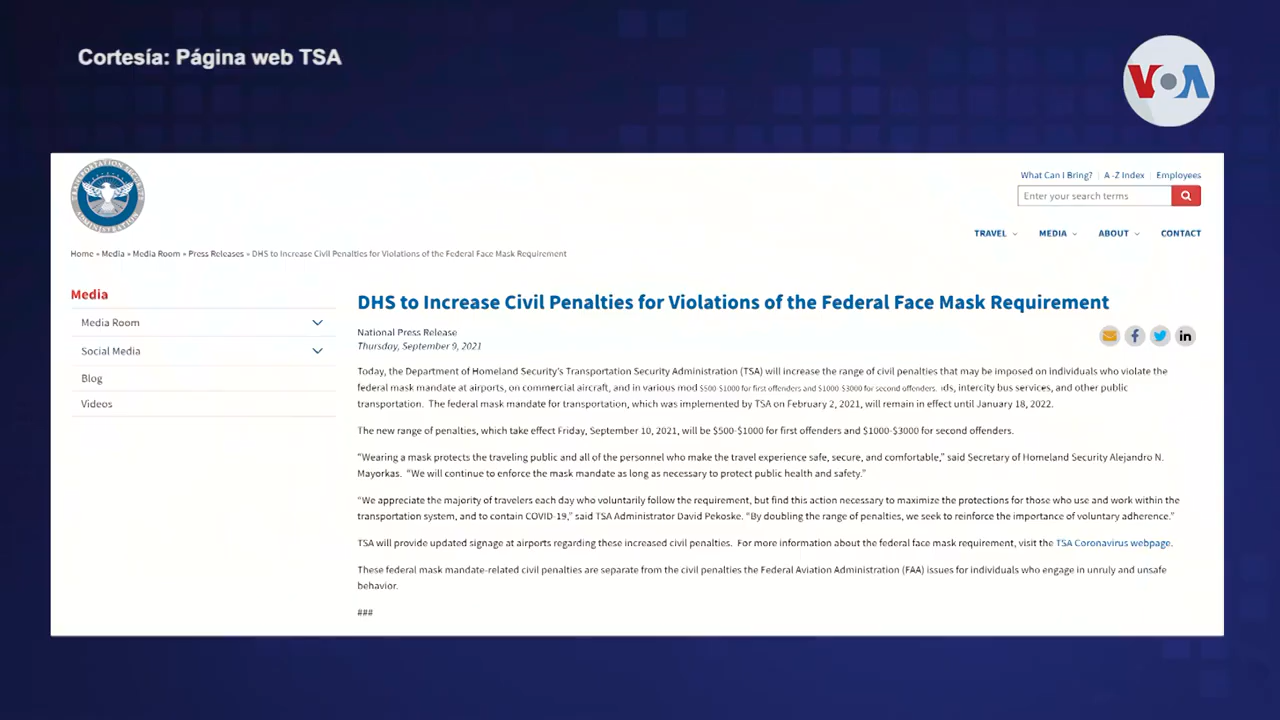 Cortesía: Página web TSA
VOA
TRANSPORTATION SECURITY ADMINISTRATION
What Can I Bring? | A -Z Index | Employees
Enter your search terms
TRAVEL MEDIA ABOUT CONTACT
Home » Media » Media Room » Press Releases » DHS to Increase Civil Penalties for Violations of the Federal Face Mask Requirement
Media
Media Room
Social Media
Blog
Videos
DHS to Increase Civil Penalties for Violations of the Federal Face Mask Requirement
National Press Release
Thursday, September 9, 2021
Today, the Department of Homeland Security’s Transportation Security Administration (TSA) will increase the range of civil penalties that may be imposed on individuals who violate the
federal mask mandate at airports, on commercial aircraft, and in various mod $500-$1000 for first offenders and $1000-$3000 for second offenders. ids, intercity bus services, and other public
transportation. The federal mask mandate for transportation, which was implemented by TSA on February 2, 2021, will remain in effect until January 18, 2022.
The new range of penalties, which take effect Friday, September 10, 2021, will be $500-$1000 for first offenders and $1000-$3000 for second offenders.
“Wearing a mask protects the traveling public and all of the personnel who make the travel experience safe, secure, and comfortable,” said Secretary of Homeland Security Alejandro N.
Mayorkas. “We will continue to enforce the mask mandate as long as necessary to protect public health and safety.”
“We appreciate the majority of travelers each day who voluntarily follow the requirement, but find this action necessary to maximize the protections for those who use and work within the
transportation system, and to contain COVID-19,” said TSA Administrator David Pekoske. “By doubling the range of penalties, we seek to reinforce the importance of voluntary adherence.”
TSA will provide updated signage at airports regarding these increased civil penalties. For more information about the federal face mask requirement, visit the TSA Coronavirus webpage.
These federal mask mandate-related civil penalties are separate from the civil penalties the Federal Aviation Administration (FAA) issues for individuals who engage in unruly and unsafe
behavior.
###